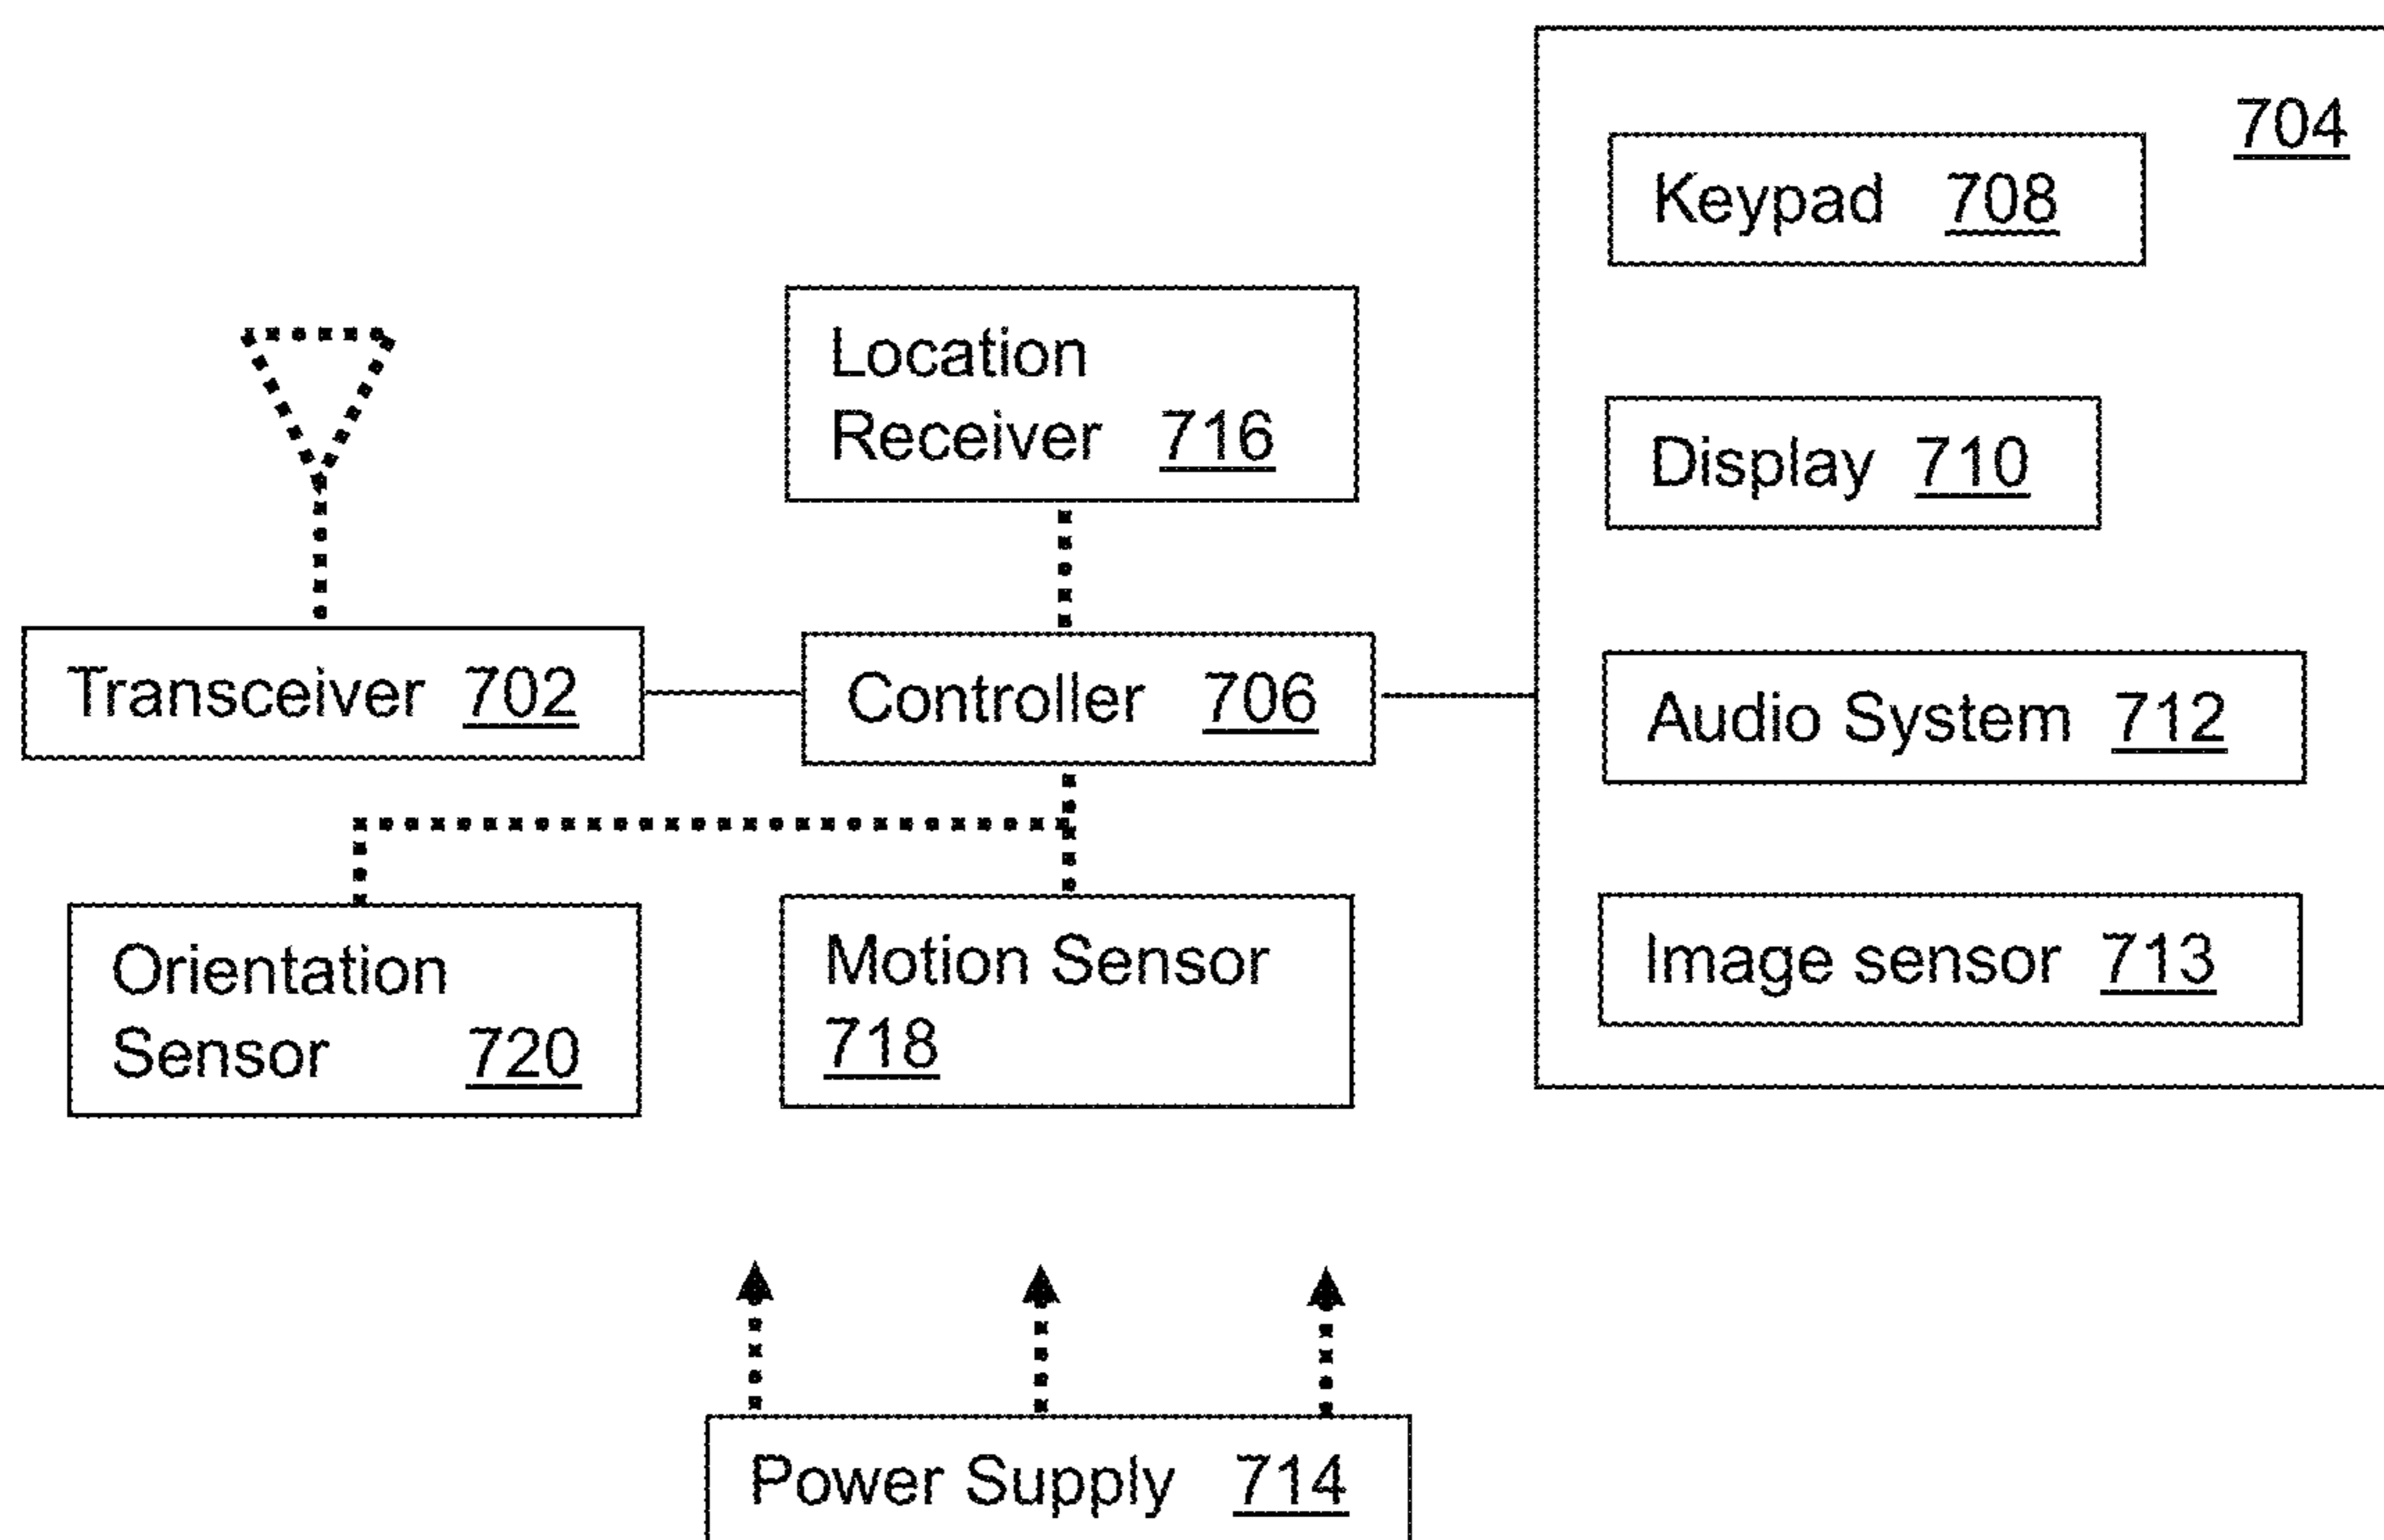 704
Keypad 708
Location
Receiver 716
Display 710
Transceiver 702
Controller 706
Audio System 712
Orientation
Sensor 720
Motion Sensor
718
Image sensor 713
Power Supply 714